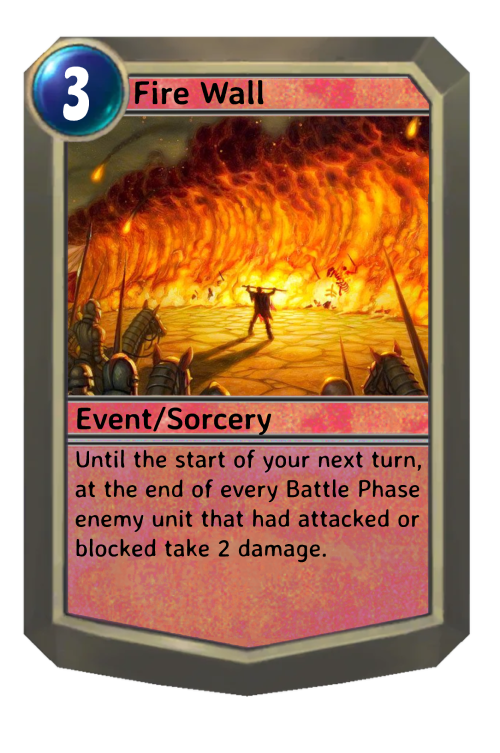 3
Fire Wall
Event/Sorcery
Until the start of your next turn,
at the end of every Battle Phase
enemy unit that had attacked or
blocked take 2 damage.